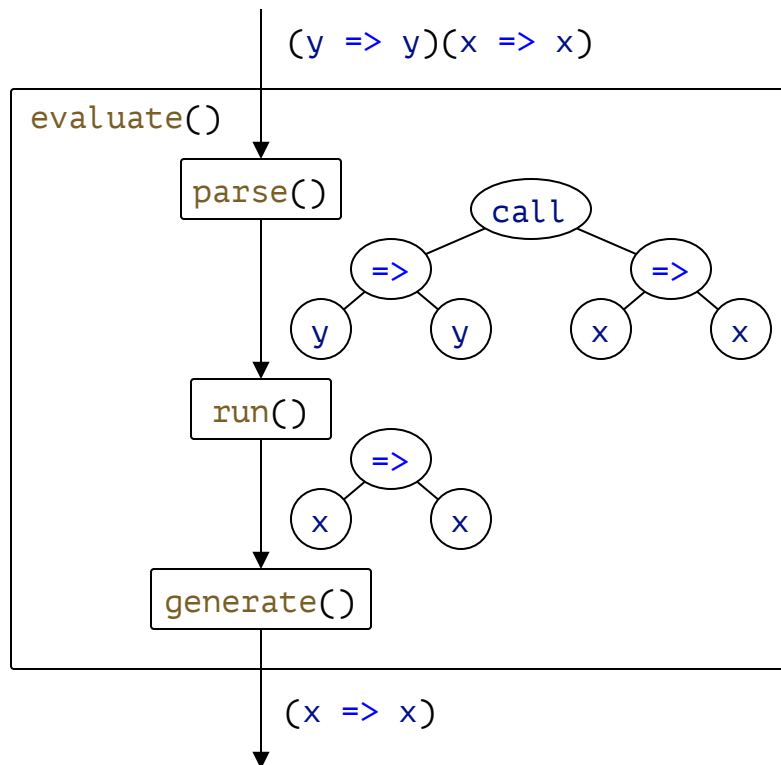 (y => y)(x => x)
evaluate()
parse()
call
=> =>
y y x x
run()
=>
x x
generate()
(x => x)